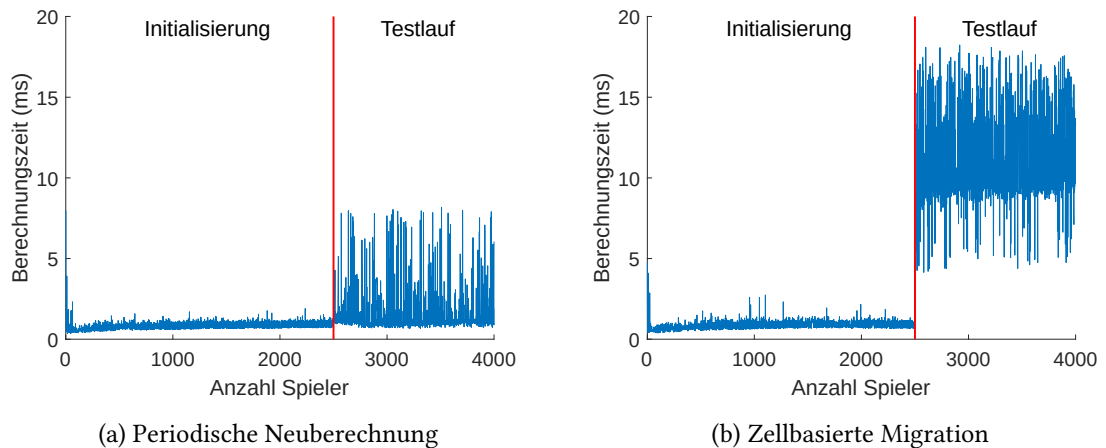 20
15
10
5
0
Berechnungszeit (ms)
Initialisierung
Testlauf
0 1000 2000 3000 4000
Anzahl Spieler
(a) Periodische Neuberechnung
20
15
10
5
0
Berechnungszeit (ms)
Initialisierung
Testlauf
0 1000 2000 3000 4000
Anzahl Spieler
(b) Zellbasierte Migration